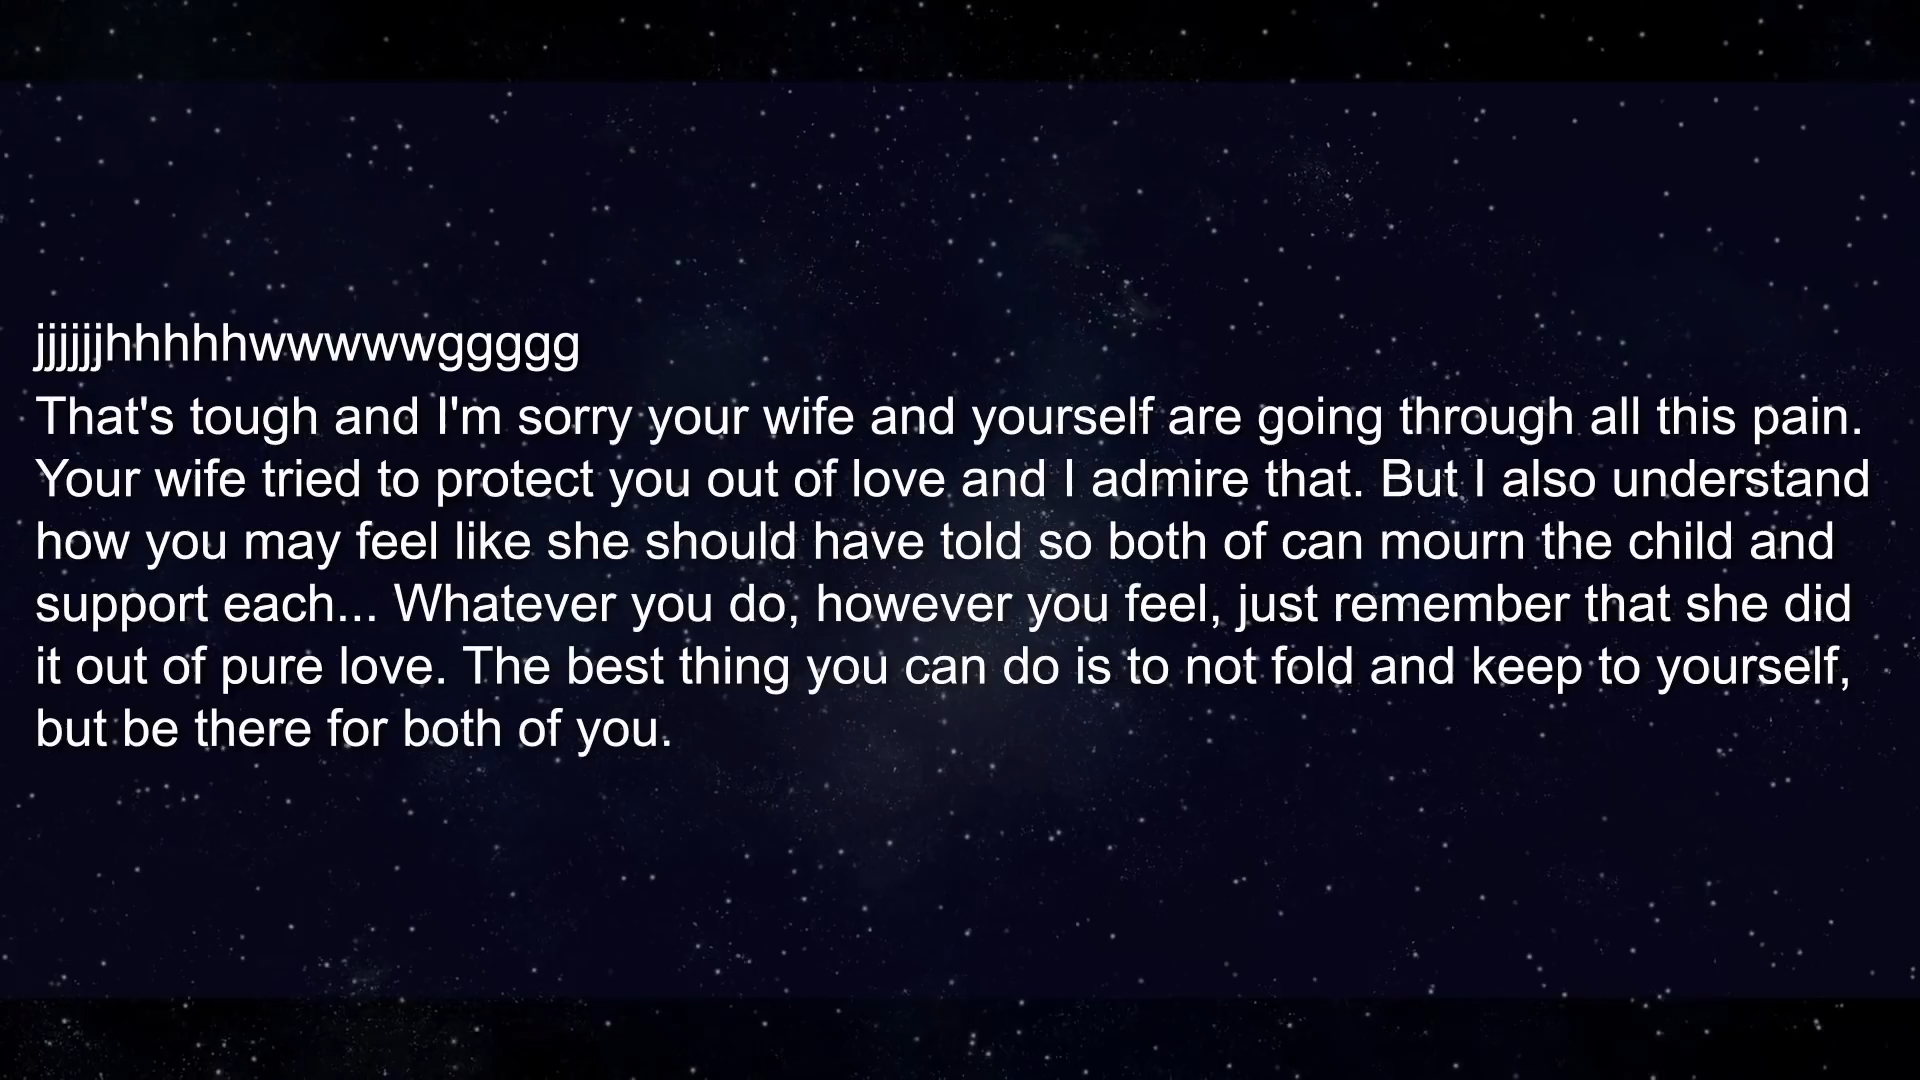 jjjjjjhhhhhwwwwwggggg
That's tough and I'm sorry your wife and yourself are going through all this pain.
Your wife tried to protect you out of love and I admire that. But I also understand
how you may feel like she should have told so both of can mourn the child and
support each... Whatever you do, however you feel, just remember that she did
it out of pure love. The best thing you can do is to not fold and keep to yourself,
but be there for both of you.